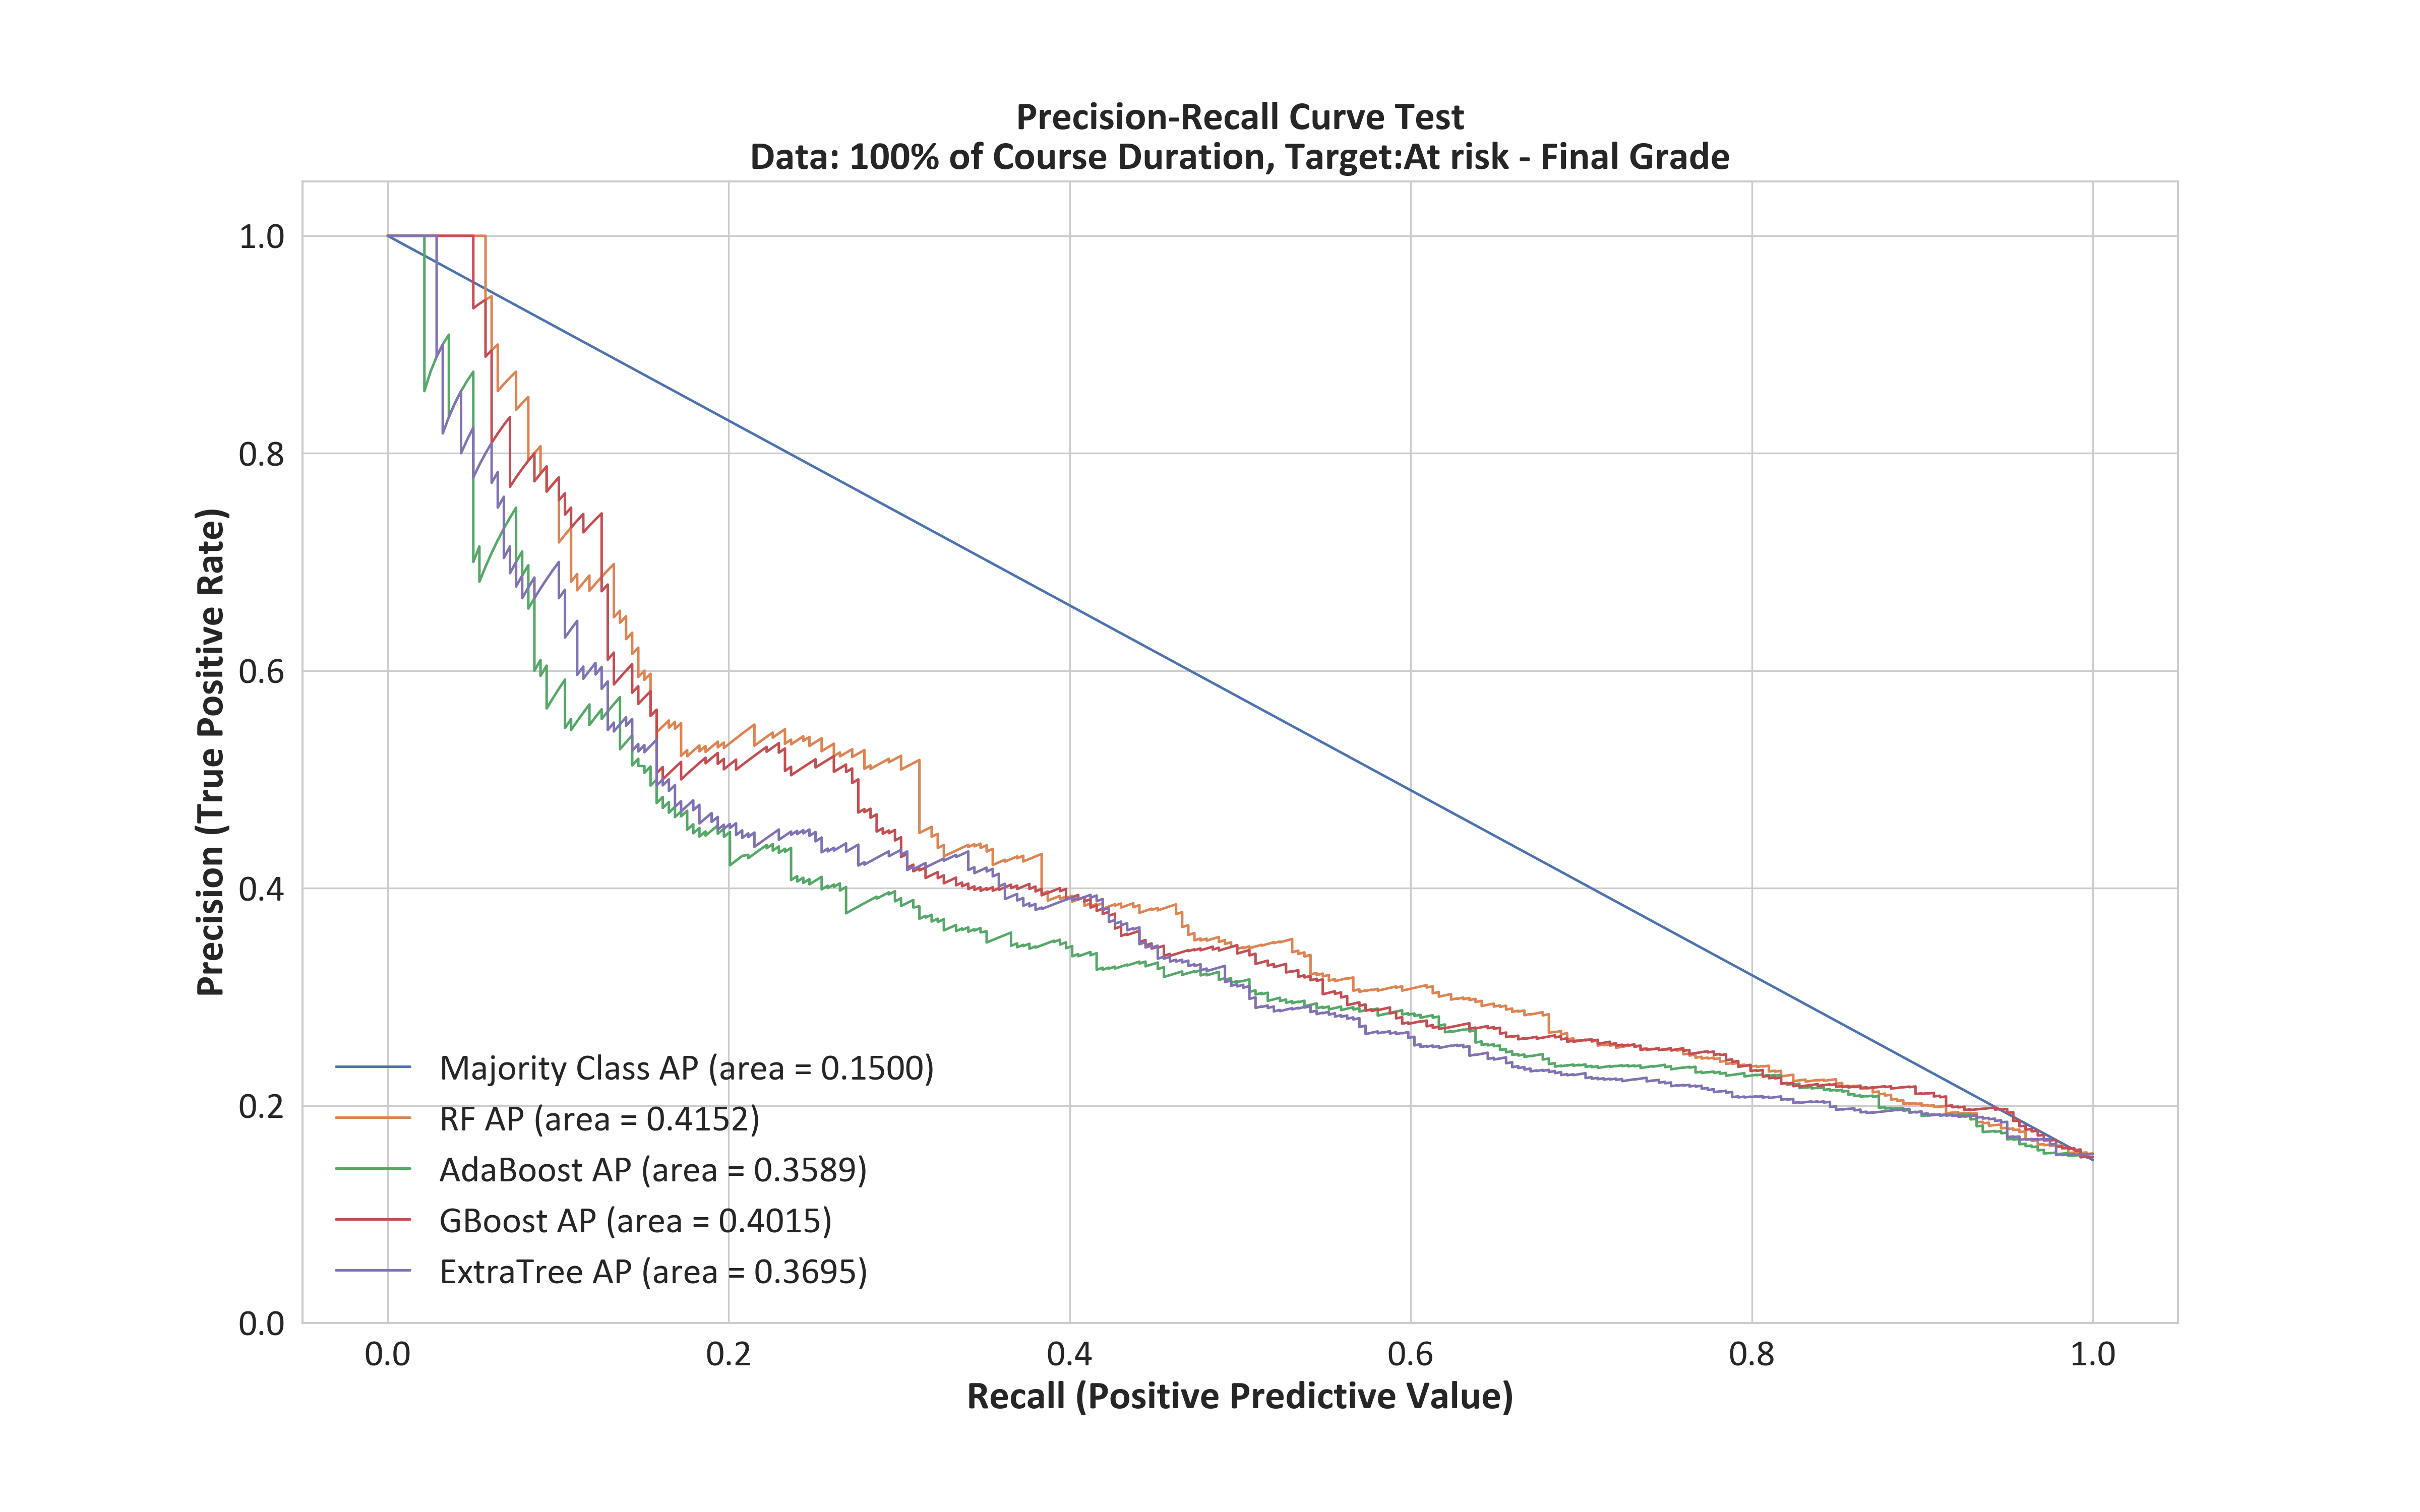 Precision-Recall Curve Test
Data: 100% of Course Duration, Target:At risk - Final Grade
Precision (True Positive Rate)
1.0
0.8
0.6
0.4
0.2
0.0
Majority Class AP (area = 0.1500)
RF AP (area = 0.4152)
AdaBoost AP (area = 0.3589)
GBoost AP (area = 0.4015)
ExtraTree AP (area = 0.3695)
0.0 0.2 0.4 0.6 0.8 1.0
Recall (Positive Predictive Value)